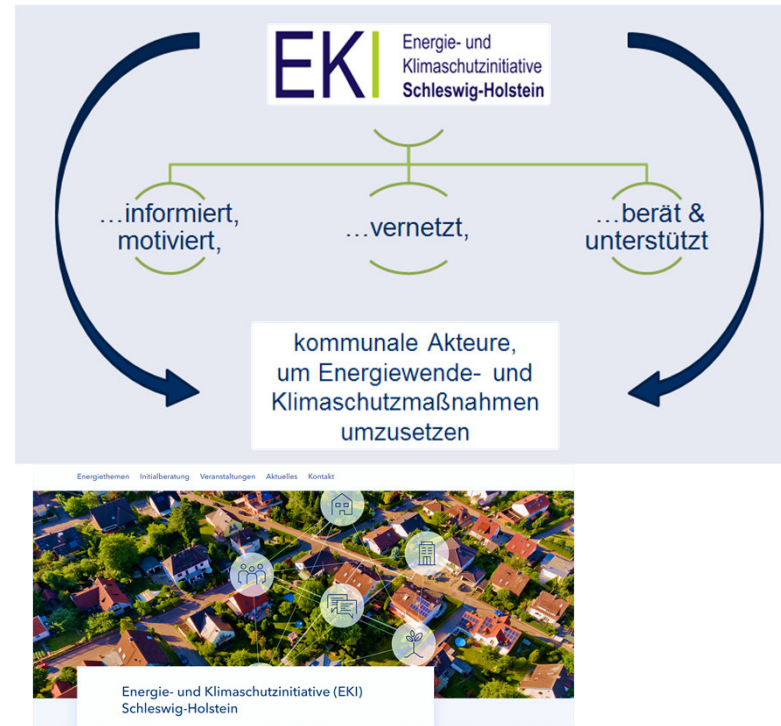 EKI
Energie- und
Klimaschutzinitiative
Schleswig-Holstein
...informiert,
motiviert,
...vernetzt,
...berät &
unterstützt
kommunale Akteure,
um Energiewende- und
Klimaschutzmaßnahmen
umzusetzen
Energiethemen Initialberatung Veranstaltungen Aktuelles Kontakt
Energie- und Klimaschutzinitiative (EKI)
Schleswig-Holstein